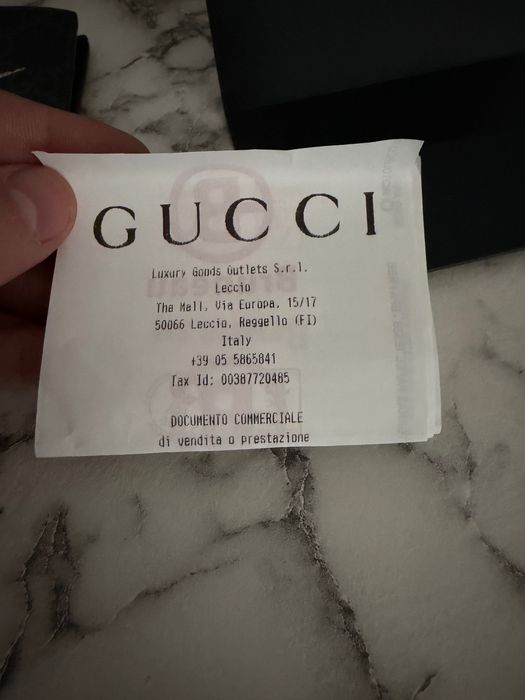 GUCCI
Luxury Goods Outlets S.r.l.
Leccio
The Mall, Via Europa, 15/17
50066 Leccio, Reggello (FI)
Italy
+39 05 5865841
Tax Id: 00387720485
DOCUMENTO COMMERCIALE
di vendita o prestazione